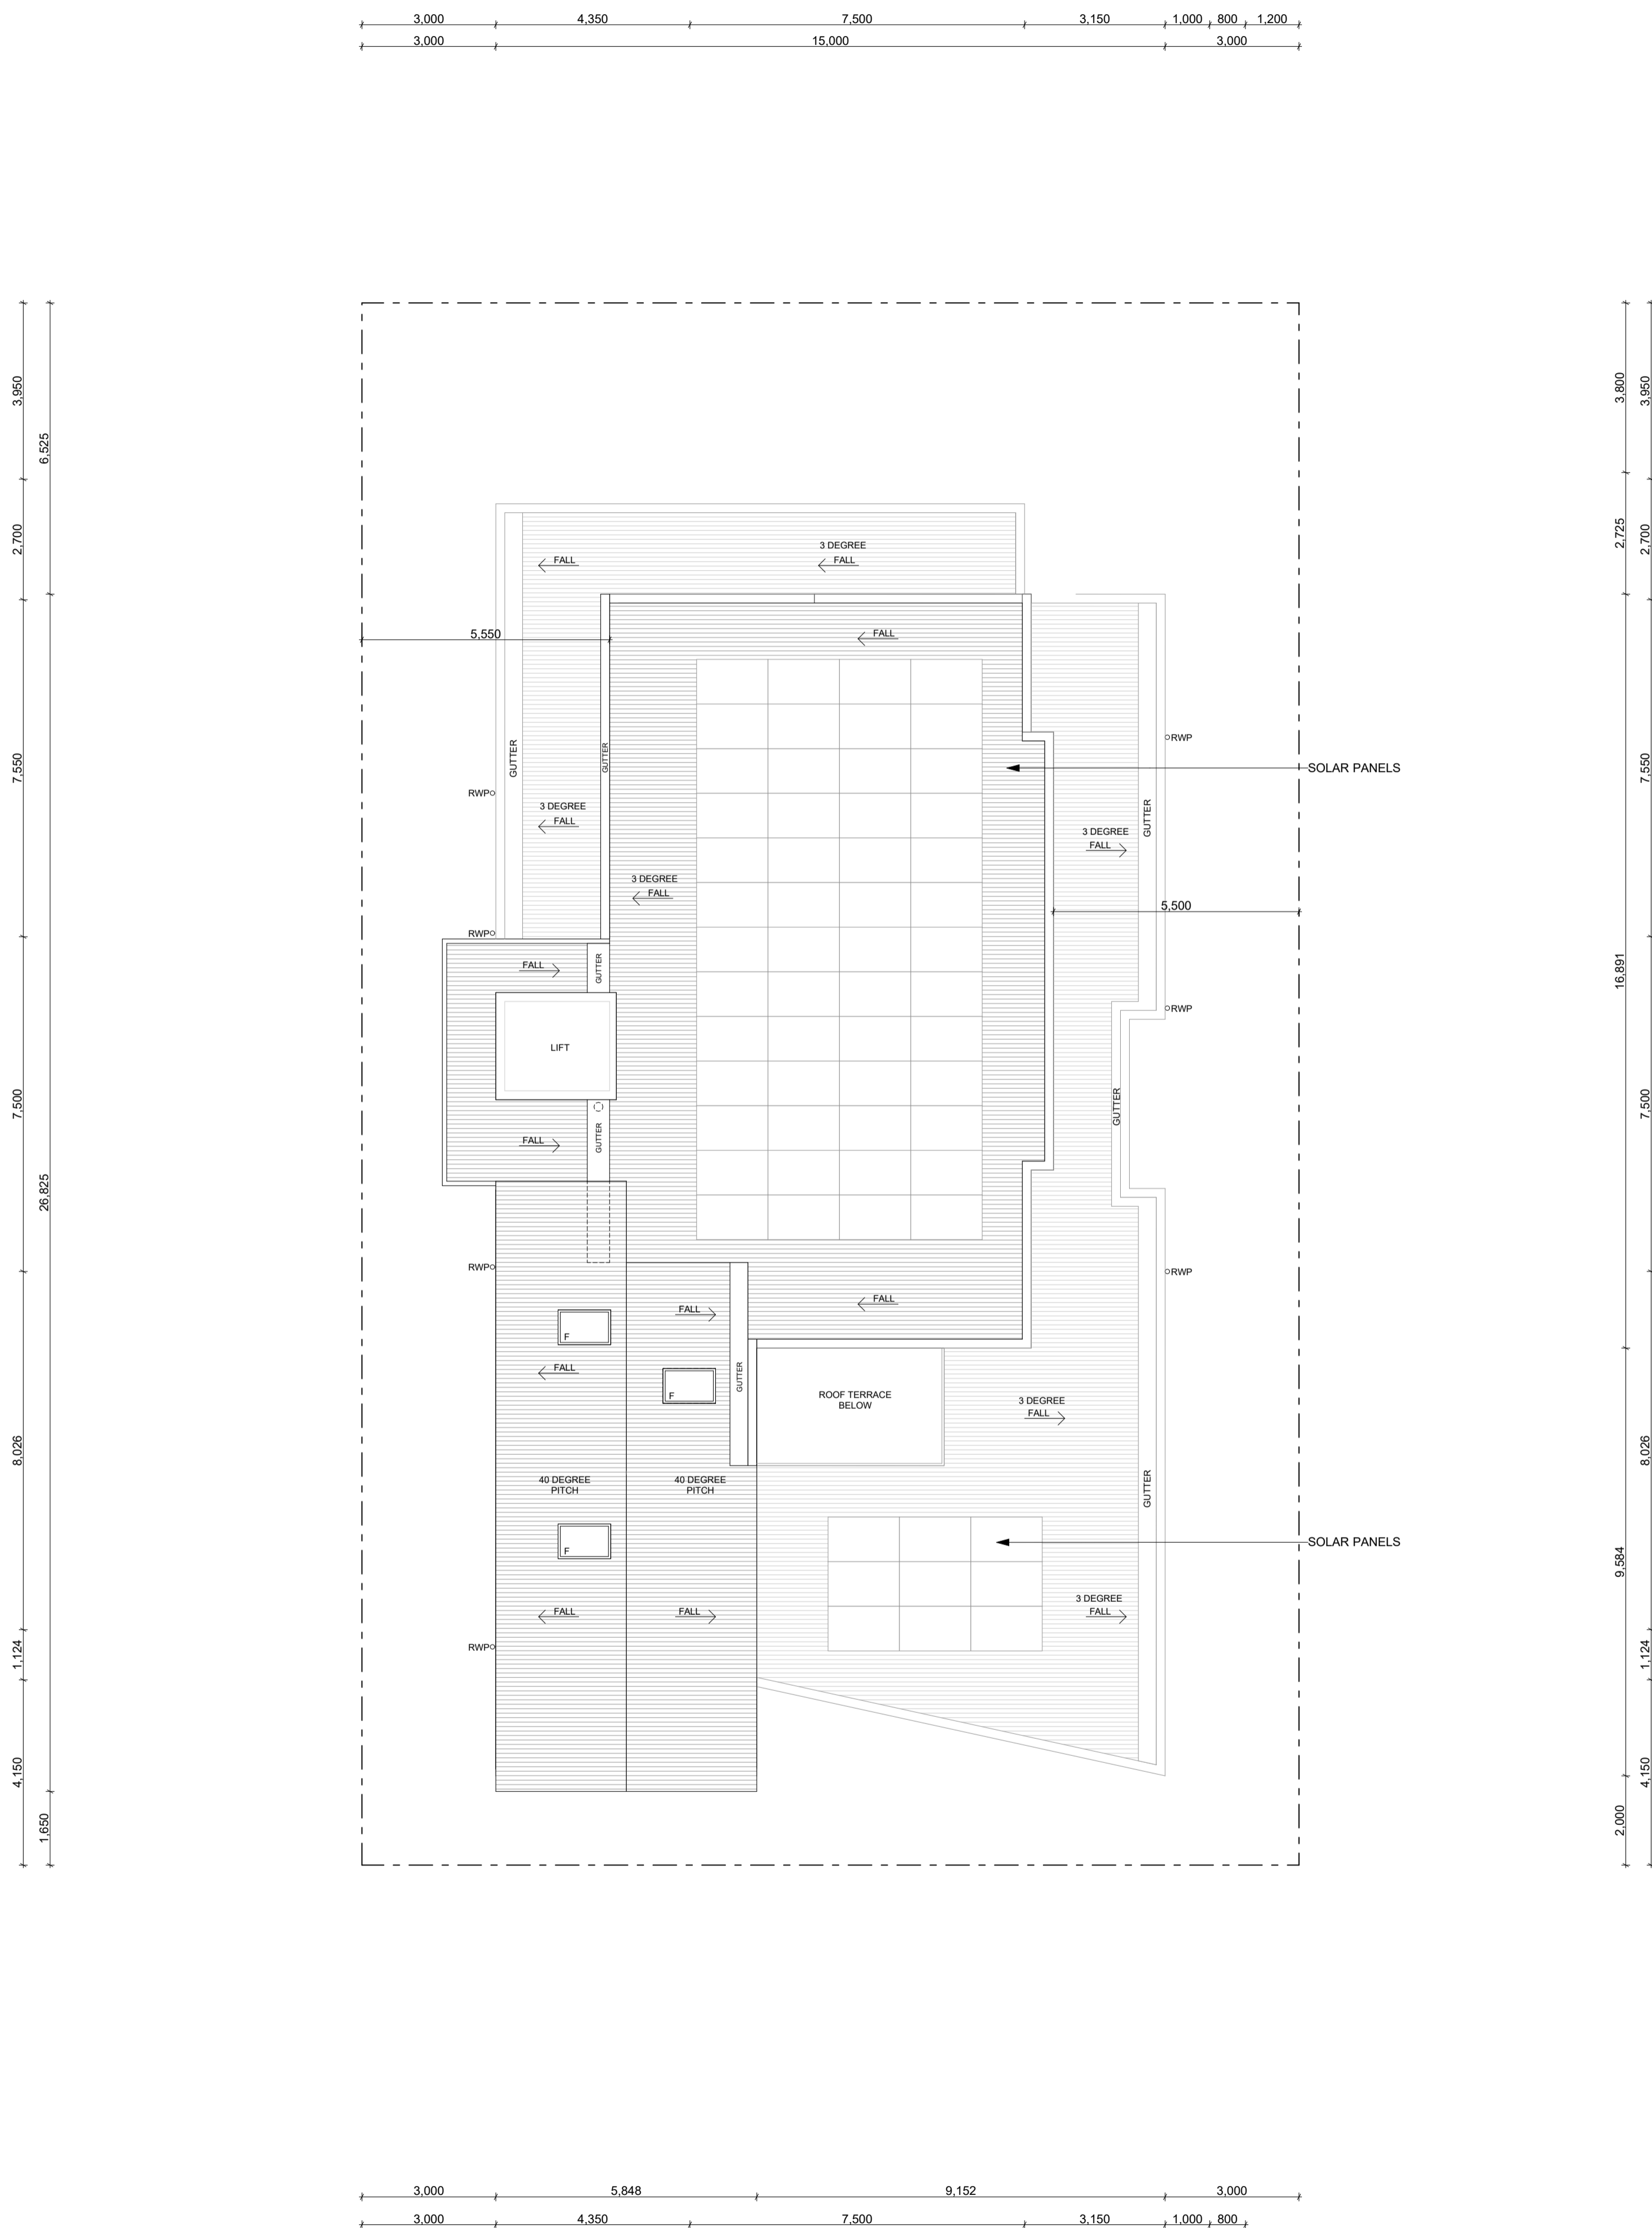 3,000 4,350 7,500 3,150 1,000 800 1,200
3,000 15,000 3,000
3,950
6,525
2,700
7,550
7,500
26,825
8,026
1,124
4,150
1,650
3,800
3,950
2,725
2,700
7,550
16,891
7,500
8,026
9,584
1,124
4,150
2,000
3 DEGREE
FALL
FALL
5,550
FALL
GUTTER
GUTTER
RWP
SOLAR PANELS
RWP
3 DEGREE
FALL
GUTTER
3 DEGREE
FALL
3 DEGREE
FALL
5,500
RWP
FALL
GUTTER
RWP
LIFT
GUTTER
GUTTER
FALL
RWP
RWP
FALL
FALL
F
FALL
F
GUTTER
ROOF TERRACE
BELOW
3 DEGREE
FALL
40 DEGREE
PITCH
40 DEGREE
PITCH
GUTTER
F
SOLAR PANELS
FALL
FALL
3 DEGREE
FALL
RWP
3,000 5,848 9,152 3,000
3,000 4,350 7,500 3,150 1,000 800